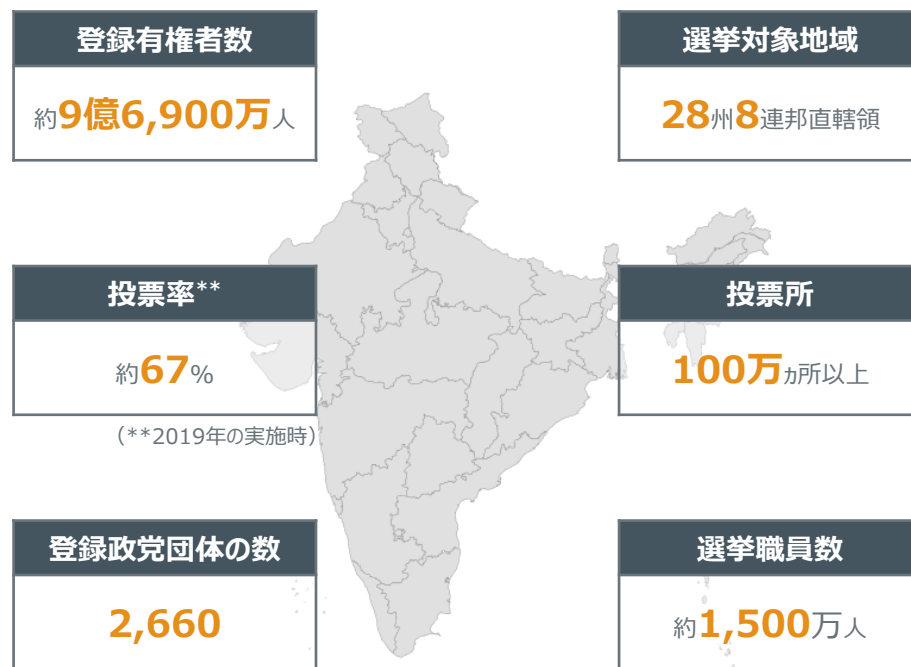 登録有権者数
約9億6,900万人
選挙対象地域
28州8連邦直轄領
投票率**
約67%
(**2019年の実施時)
投票所
100万ヵ所以上
登録政党団体の数
2,660
選挙職員数
約1,500万人